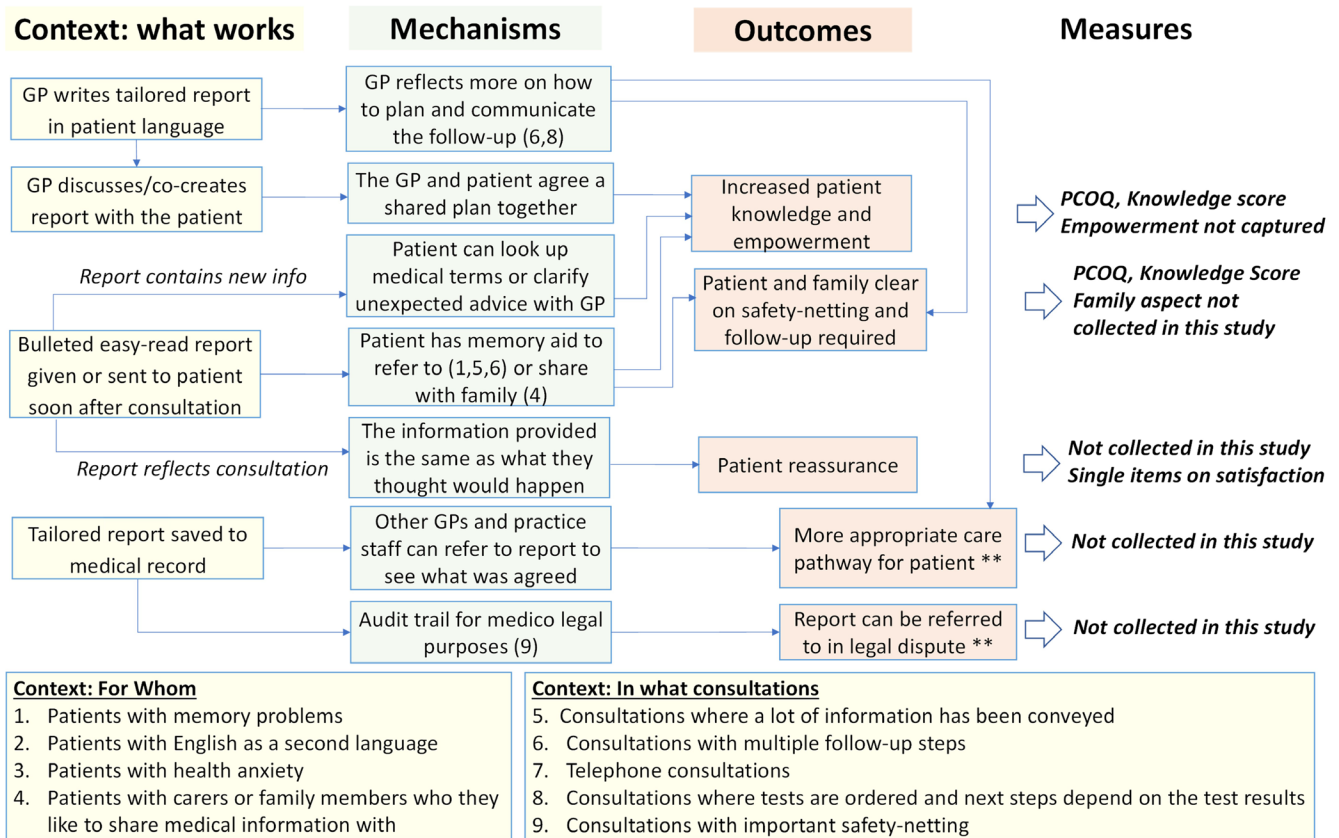 Context: what works
Mechanisms
Outcomes
Measures
GP writes tailored report
in patient language
GP reflects more on how
to plan and communicate
the follow-up (6,8)
GP discusses/co-creates
report with the patient
The GP and patient agree a
shared plan together
Increased patient
knowledge and
empowerment
PCOQ, Knowledge score
Empowerment not captured
Report contains new info
Patient can look up
medical terms or clarify
unexpected advice with GP
Patient and family clear
on safety-netting and
follow-up required
PCOQ, Knowledge Score
Family aspect not
collected in this study
Bulleted easy-read report
given or sent to patient
soon after consultation
Patient has memory aid to
refer to (1,5,6) or share
with family (4)
Report reflects consultation
The information provided
is the same as what they
thought would happen
Patient reassurance
Not collected in this study
Single items on satisfaction
Tailored report saved to
medical record
Other GPs and practice
staff can refer to report to
see what was agreed
More appropriate care
pathway for patient **
Not collected in this study
Audit trail for medico legal
purposes (9)
Report can be referred
to in legal dispute **
Not collected in this study
Context: For Whom
1. Patients with memory problems
2. Patients with English as a second language
3. Patients with health anxiety
4. Patients with carers or family members who they
like to share medical information with
Context: In what consultations
5. Consultations where a lot of information has been conveyed
6. Consultations with multiple follow-up steps
7. Telephone consultations
8. Consultations where tests are ordered and next steps depend on the test results
9. Consultations with important safety-netting